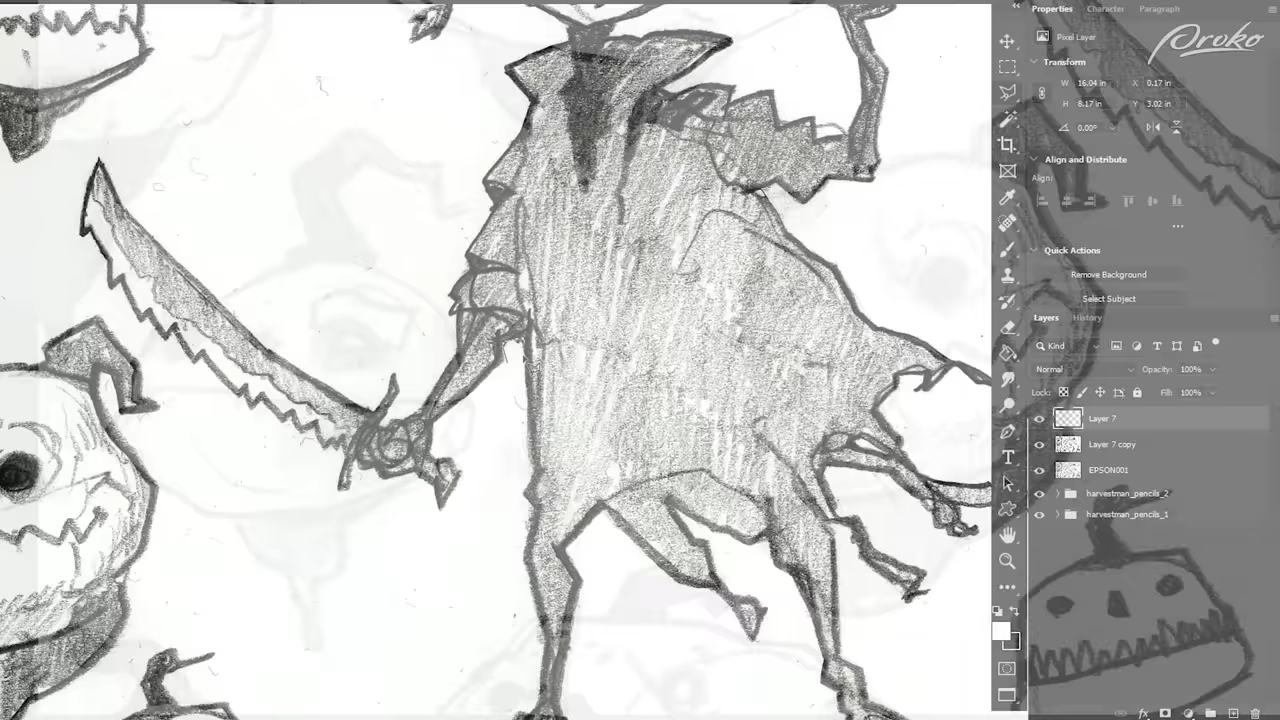 Properties Character Paragraph
Proko
Pixel Layer
Transform
W 16.04 in X 0.17 in
H 8.17 in Y 3.02 in
0.00°
Align and Distribute
Align:
Quick Actions
Remove Background
Select Subject
Layers History
Kind
Normal Opacity: 100%
Lock: Fill: 100%
Layer 7
Layer 7 copy
EPSON001
harvestman_pencils_2
harvestman_pencils_1
fx